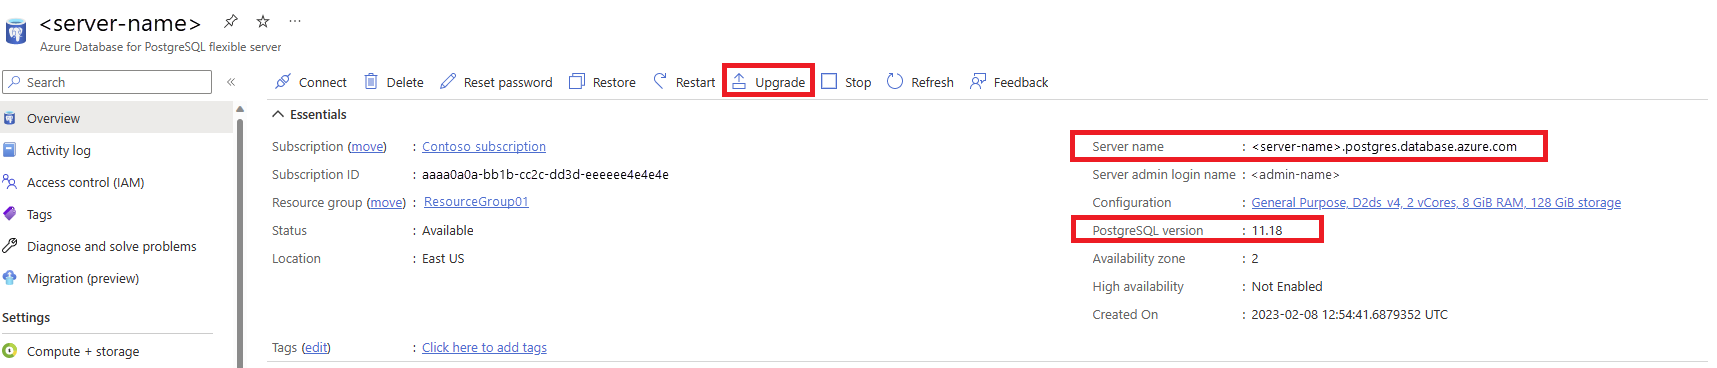 <server-name>
Azure Database for PostgreSQL flexible server
Search
Connect Delete Reset password Restore Restart Upgrade Stop Refresh Feedback
Overview
Activity log
Access control (IAM)
Tags
Diagnose and solve problems
Migration (preview)
Settings
Compute + storage
Essentials
Subscription (move) : Contoso subscription
Subscription ID : aaaa0a0a-bb1b-cc2c-dd3d-eeeeee4e4e4e
Resource group (move) : ResourceGroup01
Status : Available
Location : East US
Server name : <server-name>.postgres.database.azure.com
Server admin login name : <admin-name>
Configuration : General Purpose, D2ds_v4, 2 vCores, 8 GiB RAM, 128 GiB storage
PostgreSQL version : 11.18
Availability zone : 2
High availability : Not Enabled
Created On : 2023-02-08 12:54:41.6879352 UTC
Tags (edit) : Click here to add tags